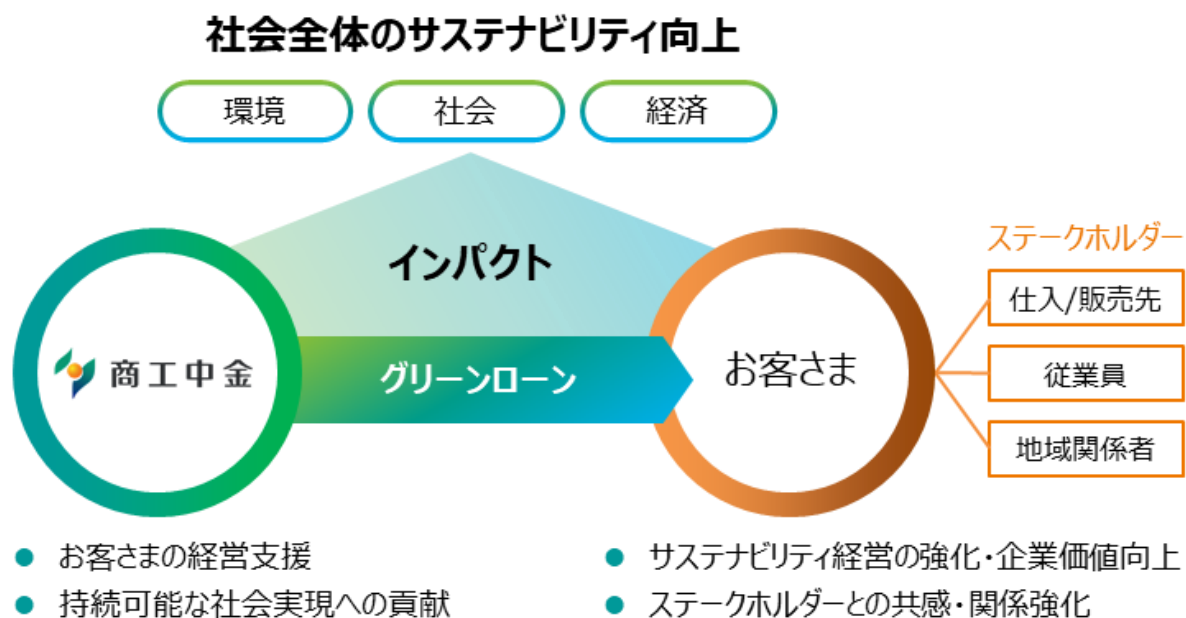 社会全体のサステナビリティ向上
環境
社会
経済
インパクト
商工中金
グリーンローン
お客さま
ステークホルダー
仕入/販売先
従業員
地域関係者
お客さまの経営支援
持続可能な社会実現への貢献
サステナビリティ経営の強化・企業価値向上
ステークホルダーとの共感・関係強化